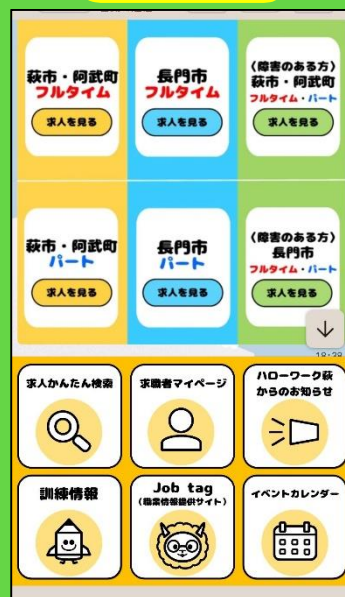 萩市・阿武町
フルタイム
求人を見る
長門市
フルタイム
求人を見る
〈障害のある方〉
萩市・阿武町
フルタイム・パート
求人を見る
萩市・阿武町
パート
求人を見る
長門市
パート
求人を見る
〈障害のある方〉
長門市
フルタイム・パート
求人を見る
求人かんたん検索
求職者マイページ
ハローワーク萩
からのお知らせ
訓練情報
Job tag
(職業情報提供サイト)
イベントカレンダー